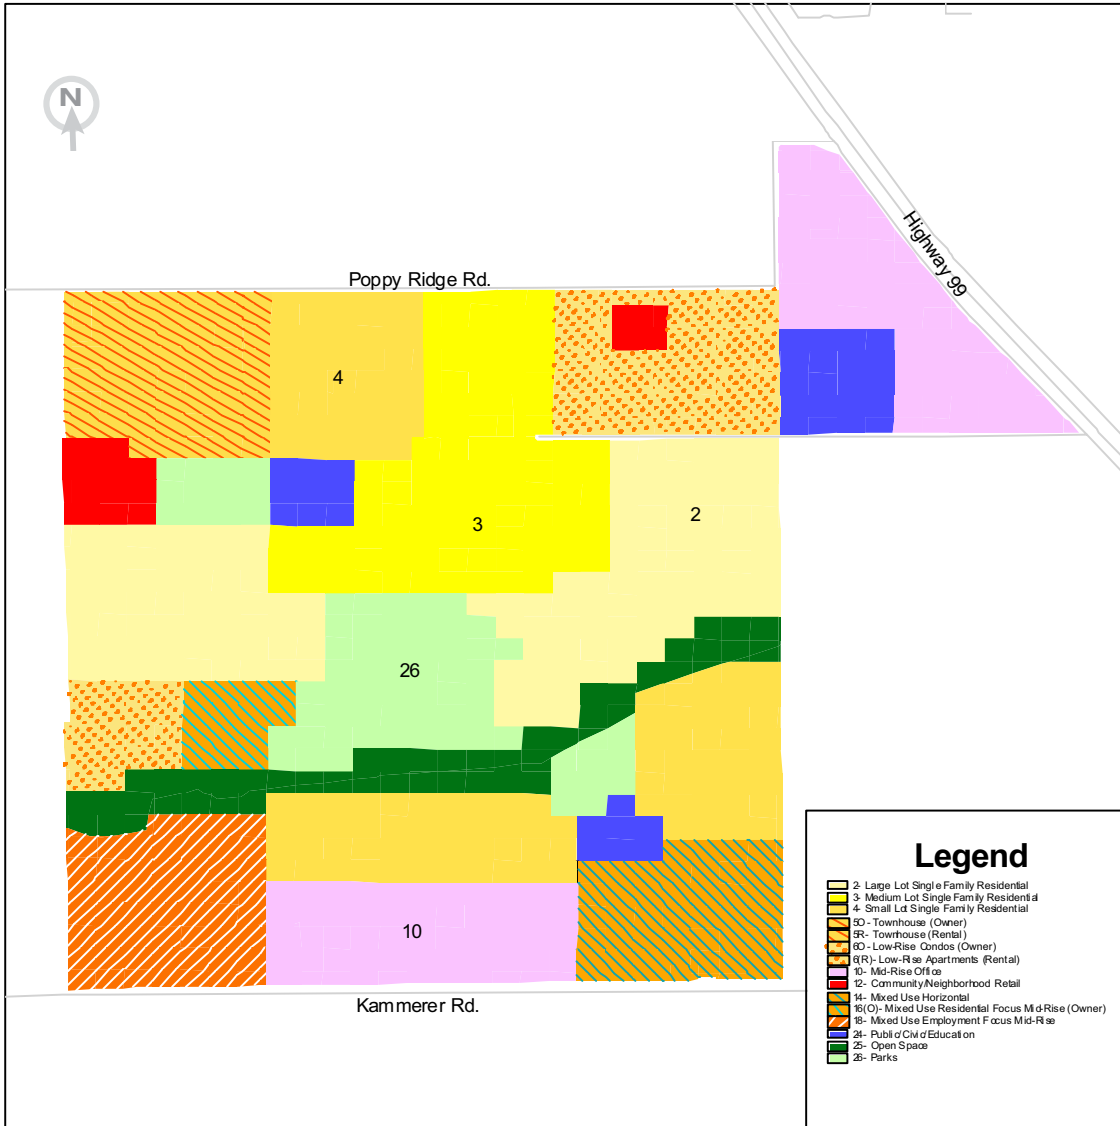 N
Highway 99
Poppy Ridge Rd.
4
3
2
26
10
Kammerer Rd.
Legend
2- Large Lot Single Family Residential
3- Medium Lot Single Family Residential
4- Small Lot Single Family Residential
5O - Townhouse (Owner)
5R- Townhouse (Rental)
6O - Low-Rise Condos (Owner)
6(R)- Low-Rise Apartments (Rental)
10- Mid-Rise Office
12- Community/Neighborhood Retail
14- Mixed Use Horizontal
16(O)- Mixed Use Residential Focus Mid-Rise (Owner)
18- Mixed Use Employment Focus Mid-Rise
24- Public/Civic/Education
25- Open Space
26- Parks